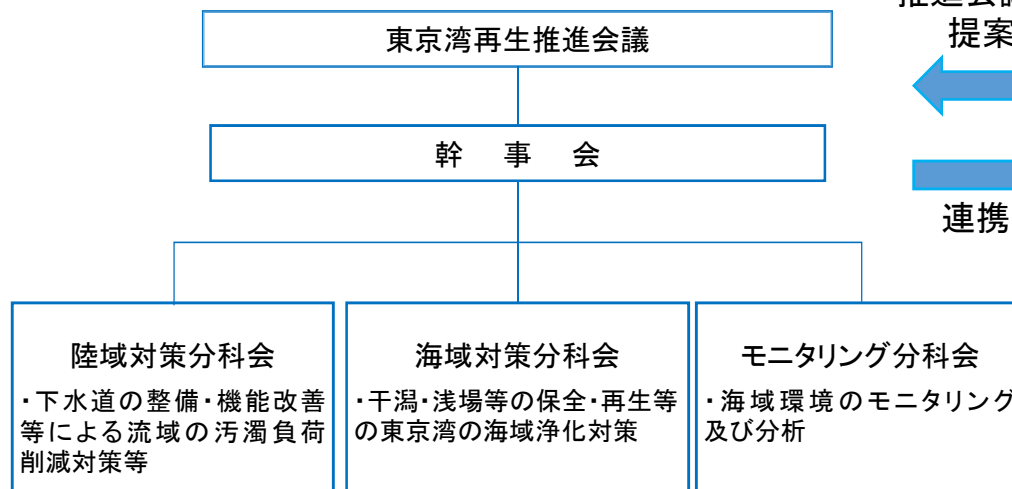 推進会議
提案
東京湾再生推進会議
幹　事　会
連携
陸域対策分科会
・下水道の整備・機能改善
等による流域の汚濁負荷
削減対策等
海域対策分科会
・干潟・浅場等の保全・再生等
の東京湾の海域浄化対策
モニタリング分科会
・海域環境のモニタリング
及び分析